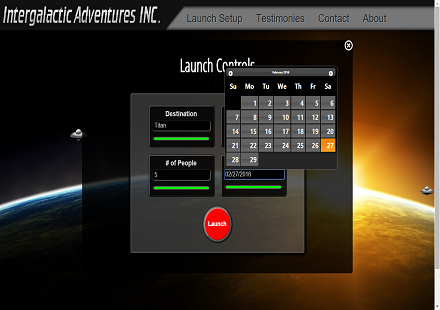 Intergalactic Adventures INC.
Launch Setup
Testimonies
Contact
About
Launch Controls
February 2016
Su Mo Tu We Th Fr Sa
1 2 3 4 5 6
7 8 9 10 11 12 13
14 15 16 17 18 19 20
21 22 23 24 25 26 27
28 29
Destination
Titan
# of People
5
02/27/2016
Launch